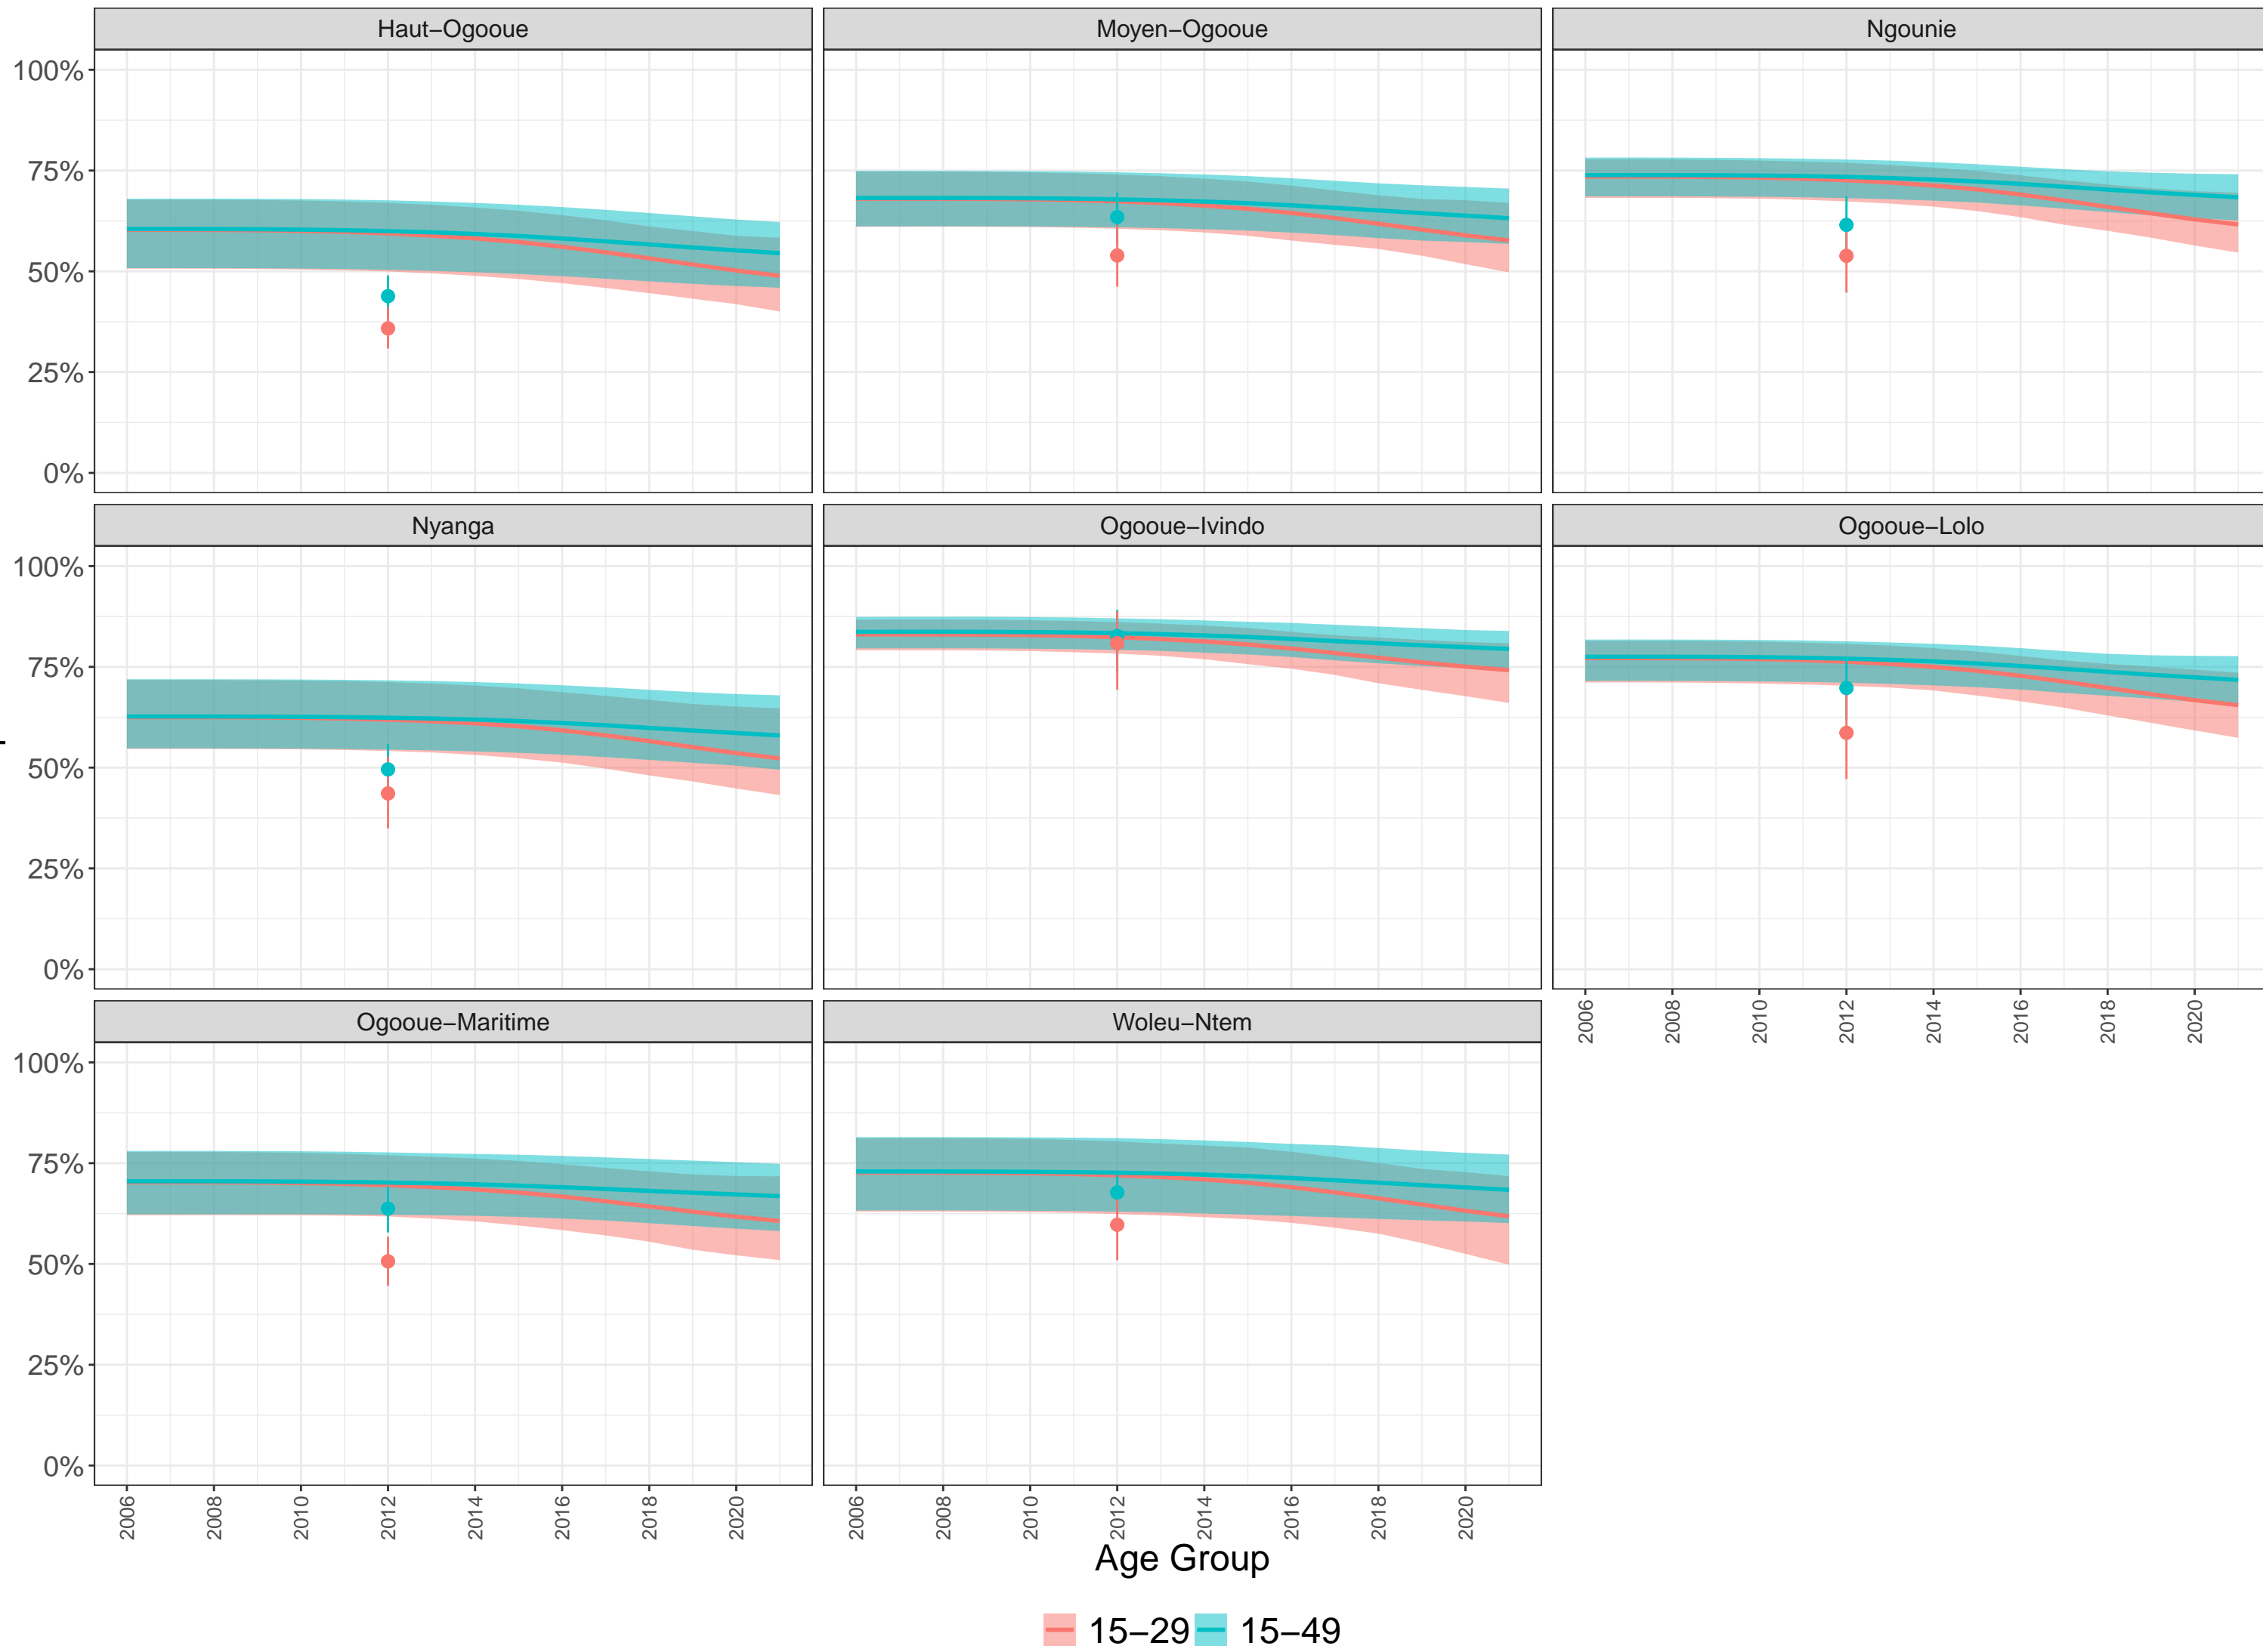 Haut−Ogooue Moyen−Ogooue Ngounie
100%
75%
50%
25%
0%
Nyanga Ogooue−Ivindo Ogooue−Lolo
100%
75%
50%
25%
0%
2006 2008 2010 2012 2014 2016 2018 2020
Ogooue−Maritime Woleu−Ntem
100%
75%
50%
25%
0%
2006 2008 2010 2012 2014 2016 2018 2020 2006 2008 2010 2012 2014 2016 2018 2020
Age Group
15−29 15−49